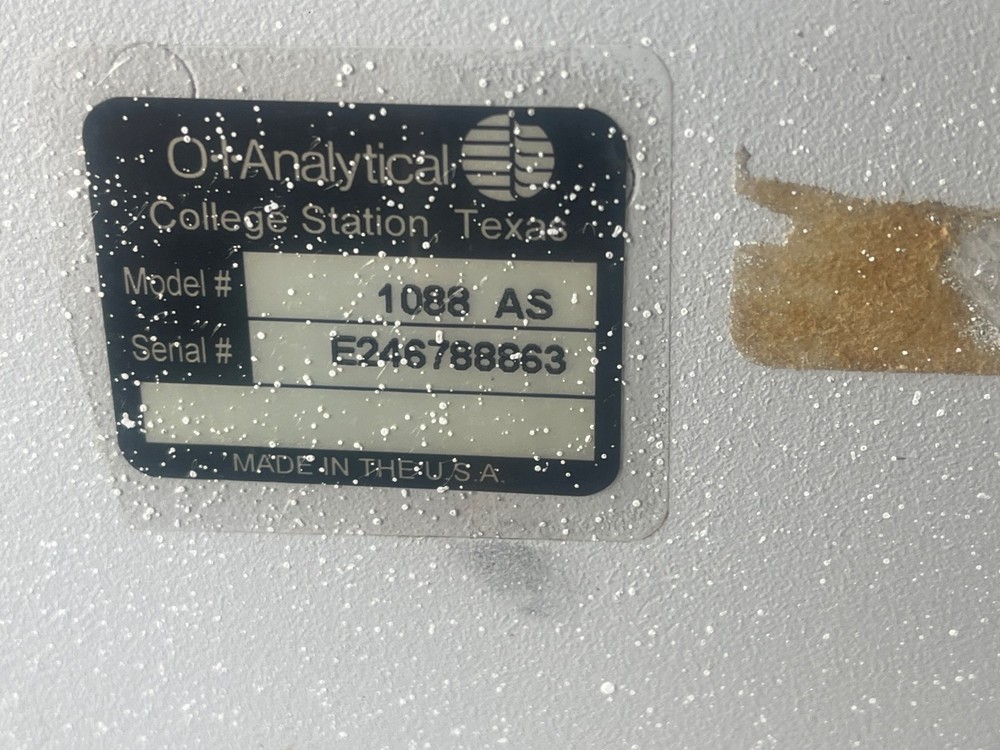 O·I·Analytical
College Station, Texas
Model # 1088 AS
Serial # E246788863
MADE IN THE U.S.A.